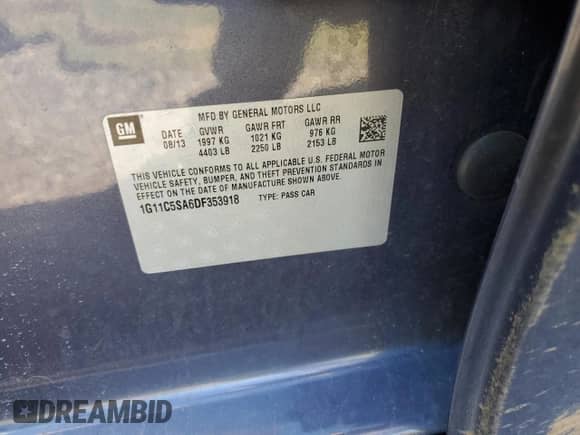 GM
MFD BY GENERAL MOTORS LLC
DATE GVWR GAWR FRT GAWR RR
08/13 1997 KG 1021 KG 976 KG
4403 LB 2250 LB 2153 LB
THIS VEHICLE CONFORMS TO ALL APPLICABLE U.S. FEDERAL MOTOR
VEHICLE SAFETY, BUMPER, AND THEFT PREVENTION STANDARDS IN
EFFECT ON THE DATE OF MANUFACTURE SHOWN ABOVE.
1G11C5SA6DF353918 TYPE: PASS CAR
DREAMBID